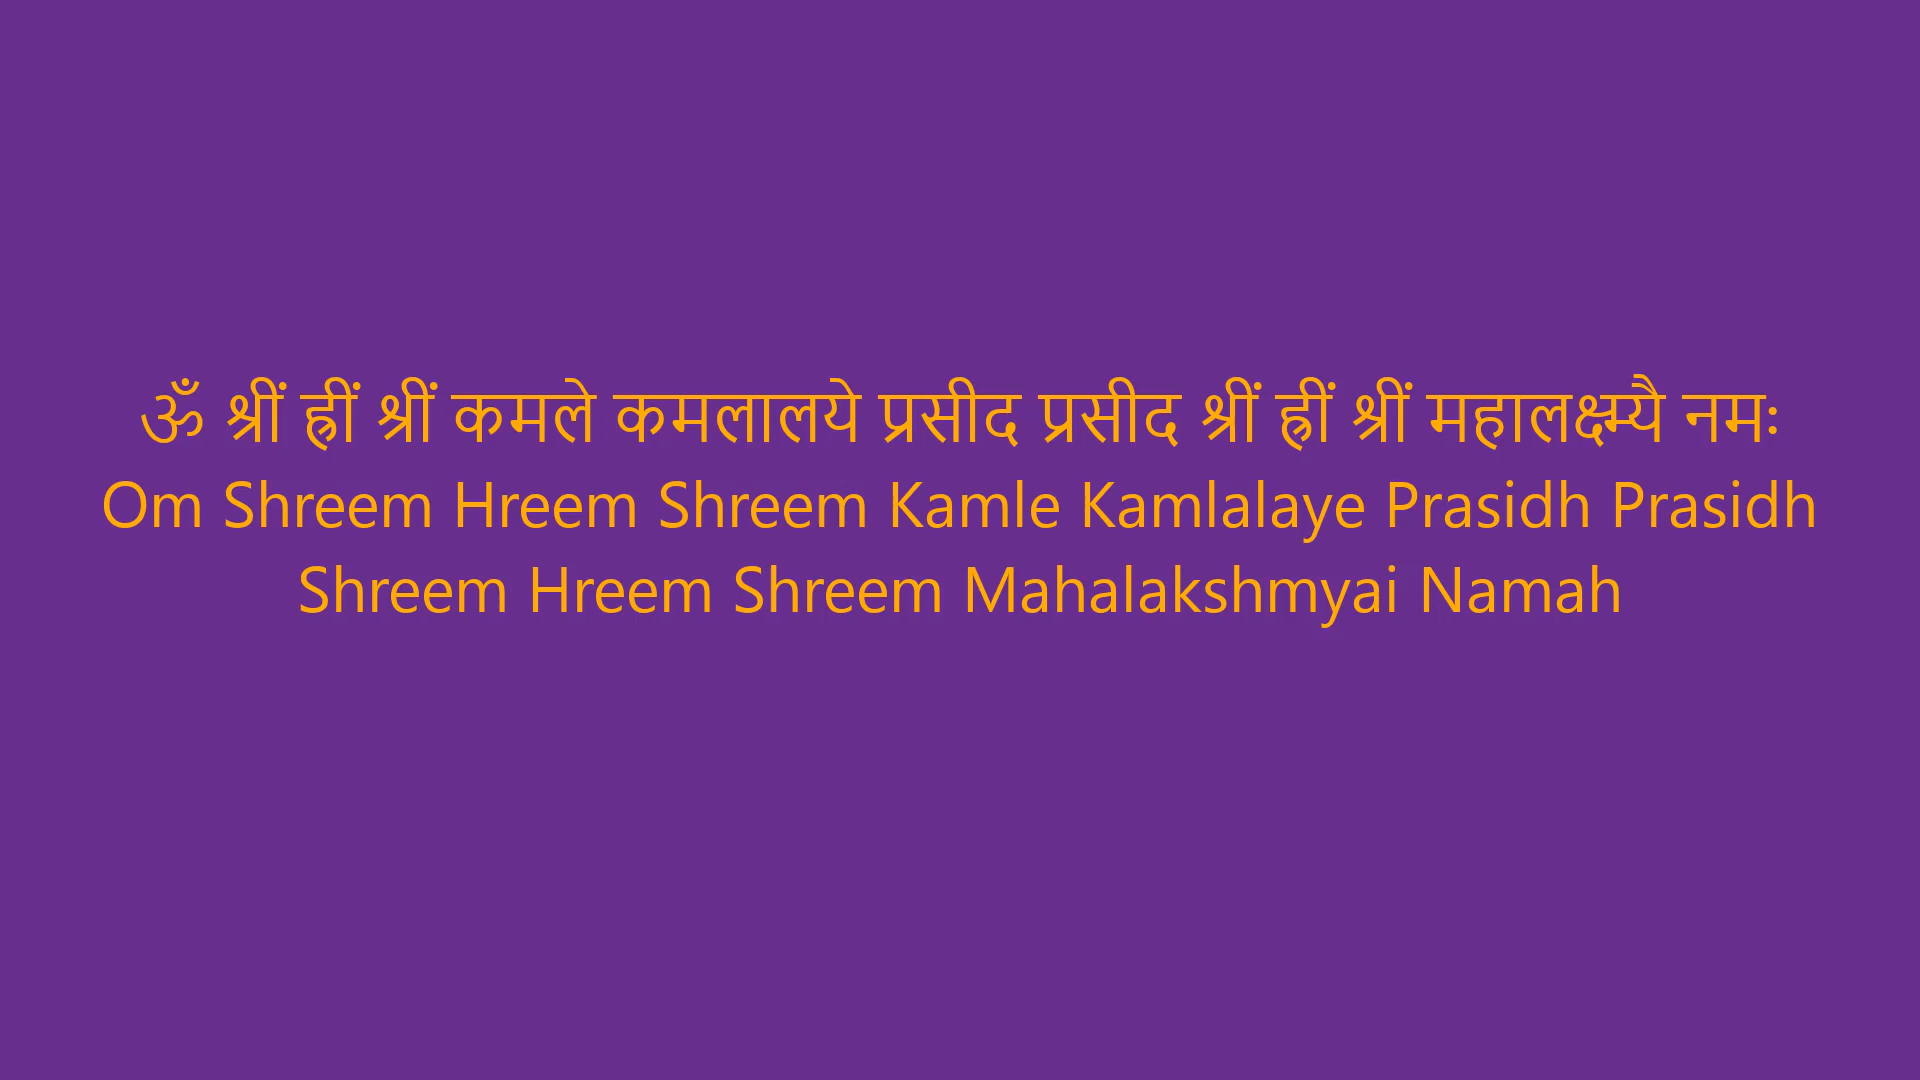 ॐ श्रीं ह्रीं श्रीं कमले कमलालये प्रसीद प्रसीद श्रीं ह्रीं श्रीं महालक्ष्म्यै नमः
Om Shreem Hreem Shreem Kamle Kamlalaye Prasidh Prasidh
Shreem Hreem Shreem Mahalakshmyai Namah